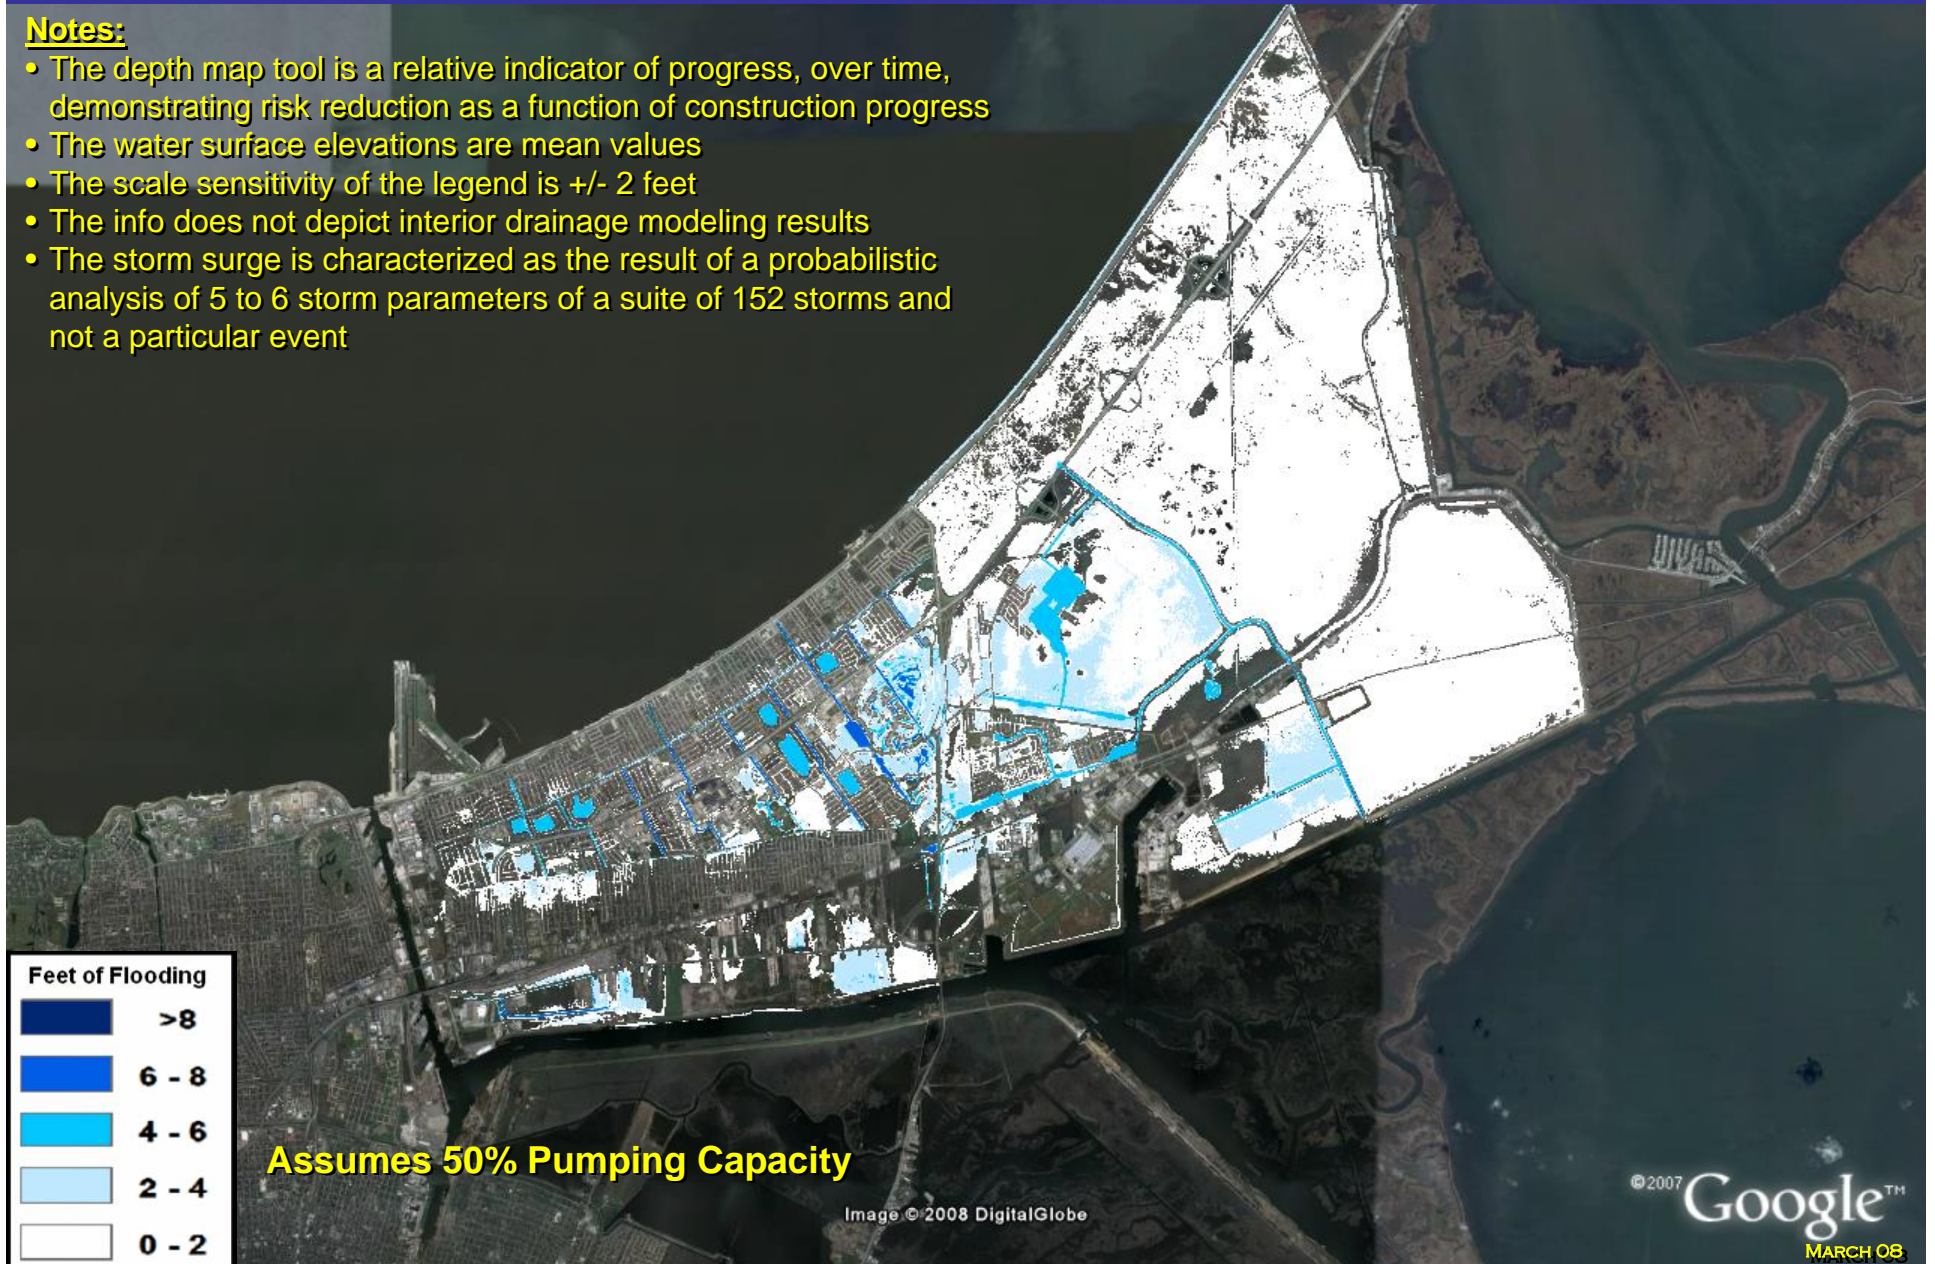 Notes:
• The depth map tool is a relative indicator of progress, over time,
demonstrating risk reduction as a function of construction progress
• The water surface elevations are mean values
• The scale sensitivity of the legend is +/- 2 feet
• The info does not depict interior drainage modeling results
• The storm surge is characterized as the result of a probabilistic
analysis of 5 to 6 storm parameters of a suite of 152 storms and
not a particular event
Feet of Flooding
>8
6 - 8
4 - 6
2 - 4
0 - 2
Assumes 50% Pumping Capacity
Image © 2008 DigitalGlobe
©2007 Google™
MARCH 08